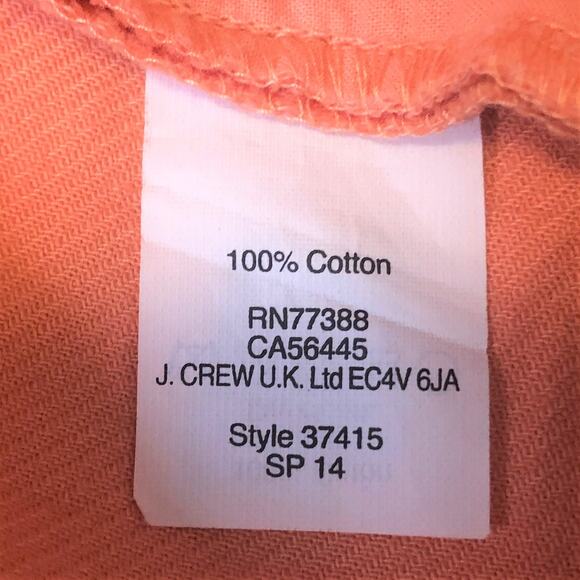 100% Cotton
RN77388
CA56445
J. CREW U.K. Ltd EC4V 6JA
Style 37415
SP 14